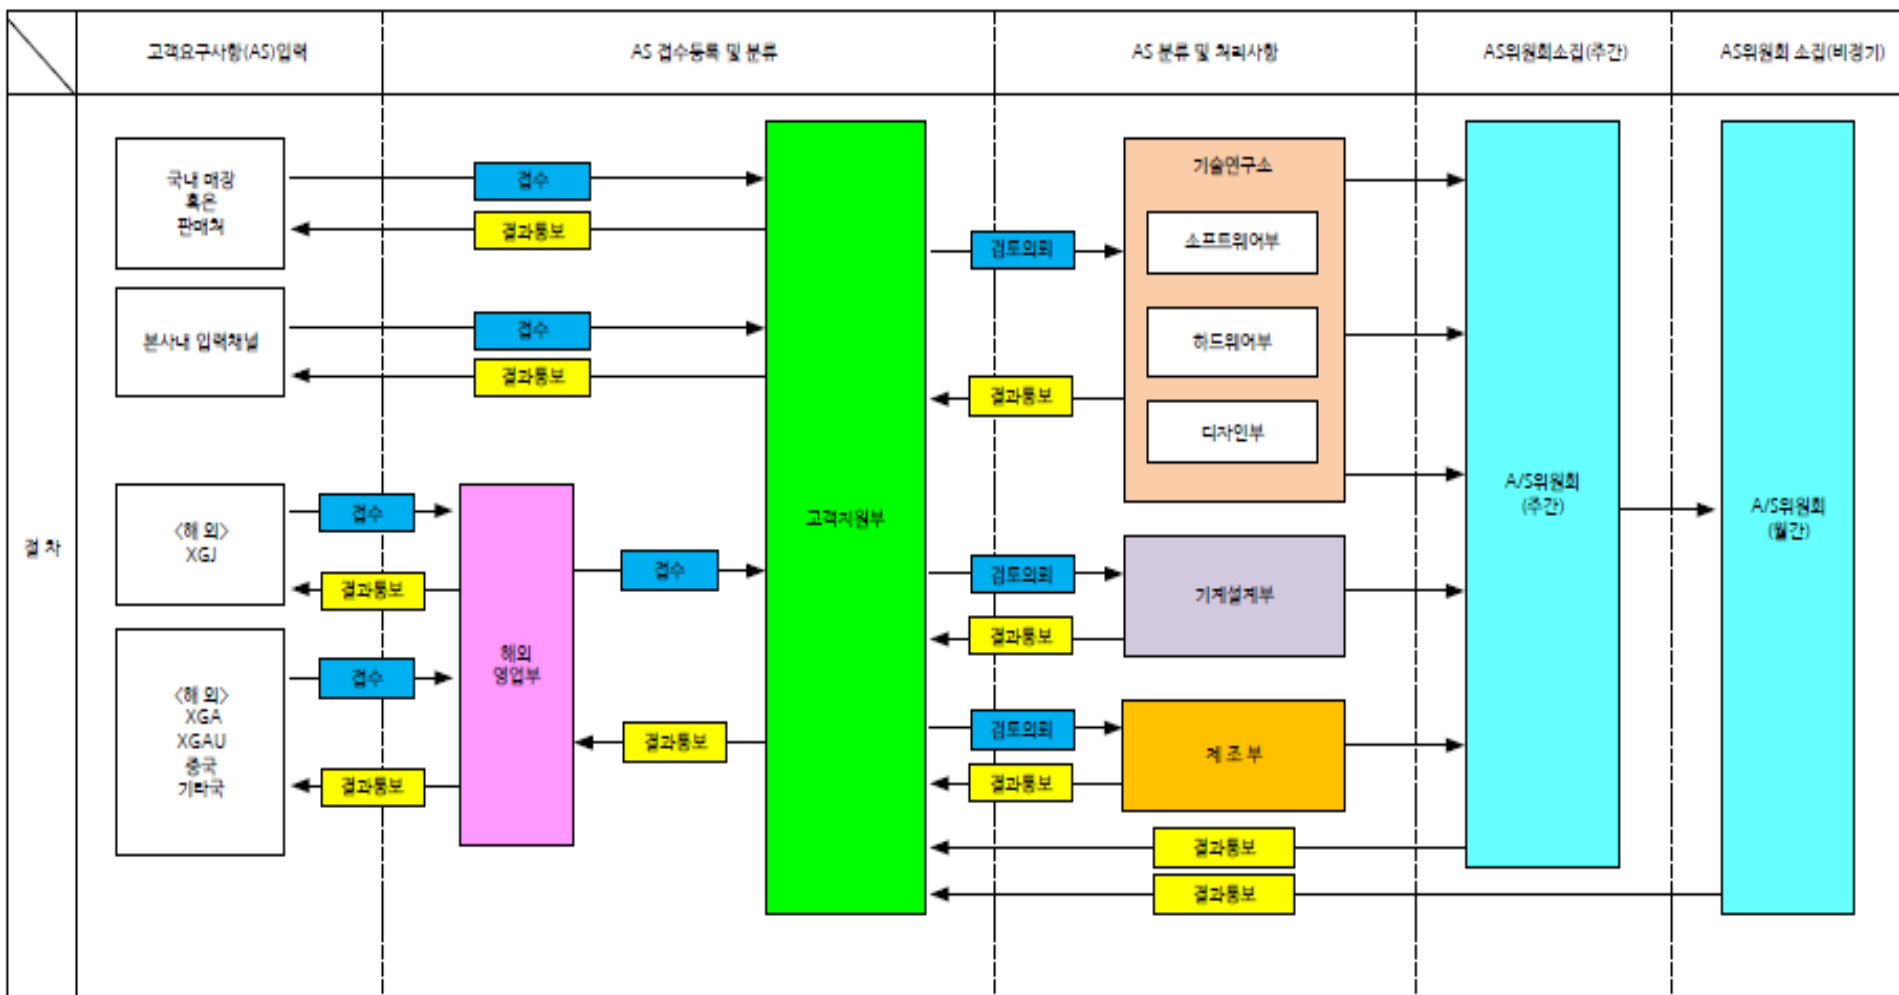 고객요구사항(AS)입력
AS 접수등록 및 분류
AS 분류 및 처리사항
AS위원회소집(주간)
AS위원회 소집(비정기)
절 차
국내 매장
혹은
판매처
접수
결과통보
본사내 입력채널
접수
결과통보
<해 외>
XGJ
접수
결과통보
<해 외>
XGA
XGAU
중국
기타국
접수
결과통보
해외
영업부
접수
결과통보
고객지원부
검토의뢰
결과통보
검토의뢰
결과통보
검토의뢰
결과통보
결과통보
결과통보
기술연구소
소프트웨어부
하드웨어부
디자인부
기계설계부
제 조 부
A/S위원회
(주간)
A/S위원회
(월간)